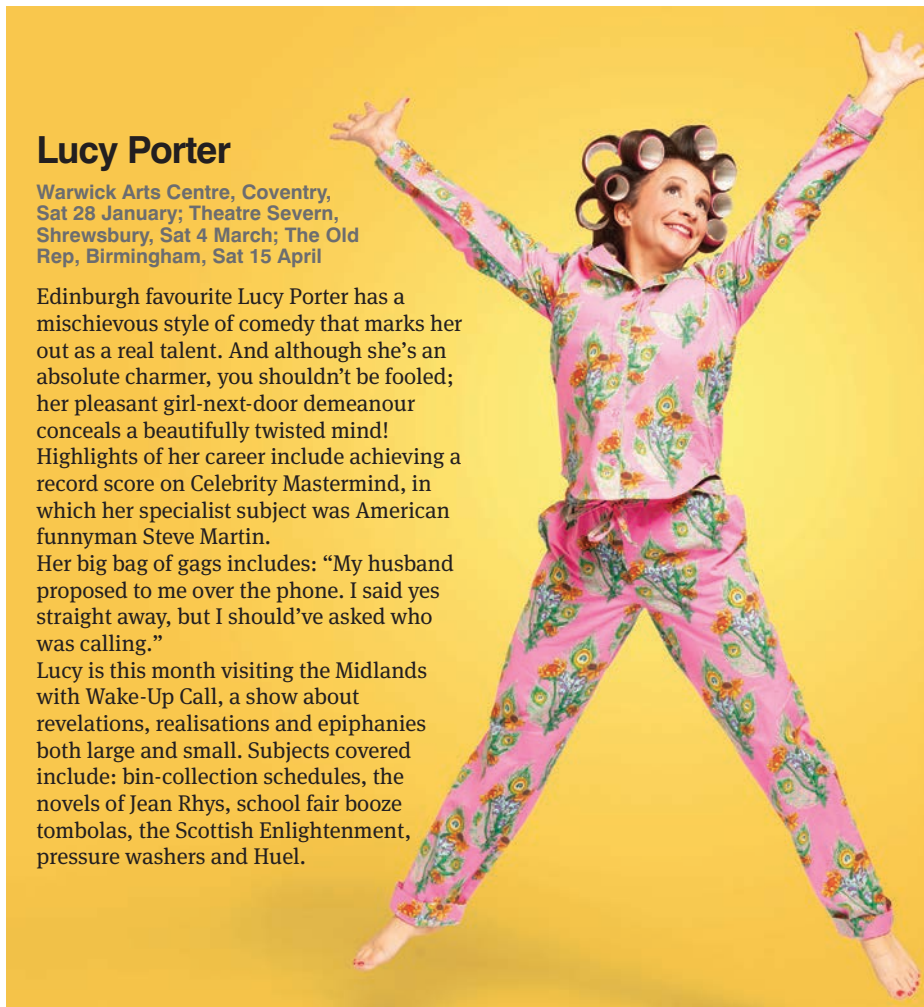 Lucy Porter
Warwick Arts Centre, Coventry,
Sat 28 January; Theatre Severn,
Shrewsbury, Sat 4 March; The Old
Rep, Birmingham, Sat 15 April
Edinburgh favourite Lucy Porter has a
mischievous style of comedy that marks her
out as a real talent. And although she’s an
absolute charmer, you shouldn’t be fooled;
her pleasant girl-next-door demeanour
conceals a beautifully twisted mind!
Highlights of her career include achieving a
record score on Celebrity Mastermind, in
which her specialist subject was American
funnyman Steve Martin.
Her big bag of gags includes: “My husband
proposed to me over the phone. I said yes
straight away, but I should’ve asked who
was calling.”
Lucy is this month visiting the Midlands
with Wake-Up Call, a show about
revelations, realisations and epiphanies
both large and small. Subjects covered
include: bin-collection schedules, the
novels of Jean Rhys, school fair booze
tombolas, the Scottish Enlightenment,
pressure washers and Huel.